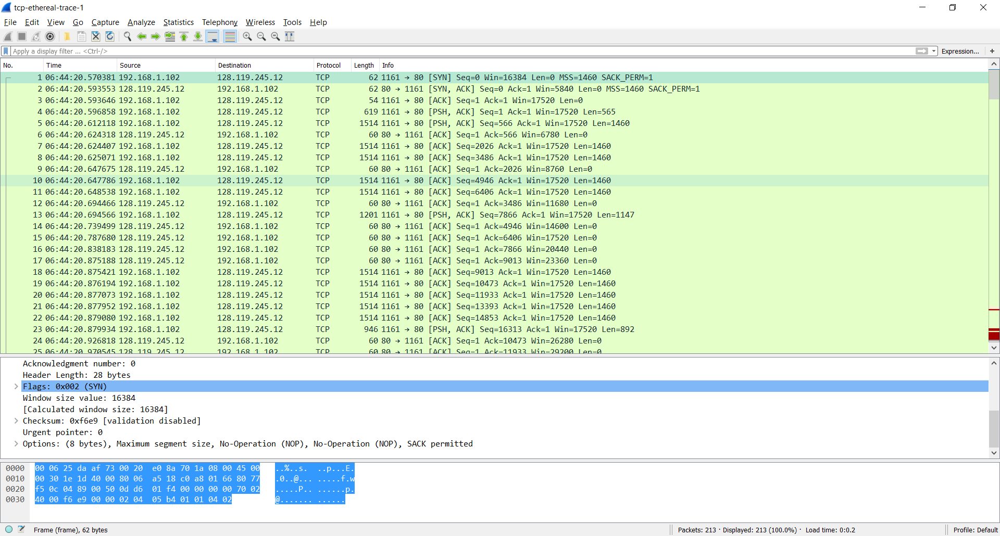 tcp-ethereal-trace-1
File Edit View Go Capture Analyze Statistics Telephony Wireless Tools Help
Apply a display filter ... <Ctrl-/> Expression... +
No. Time Source Destination Protocol Length Info
1 06:44:20.570381 192.168.1.102 128.119.245.12 TCP 62 1161 → 80 [SYN] Seq=0 Win=16384 Len=0 MSS=1460 SACK_PERM=1
2 06:44:20.593553 128.119.245.12 192.168.1.102 TCP 62 80 → 1161 [SYN, ACK] Seq=0 Ack=1 Win=5840 Len=0 MSS=1460 SACK_PERM=1
3 06:44:20.593646 192.168.1.102 128.119.245.12 TCP 54 1161 → 80 [ACK] Seq=1 Ack=1 Win=17520 Len=0
4 06:44:20.596858 192.168.1.102 128.119.245.12 TCP 619 1161 → 80 [PSH, ACK] Seq=1 Ack=1 Win=17520 Len=565
5 06:44:20.612118 192.168.1.102 128.119.245.12 TCP 1514 1161 → 80 [PSH, ACK] Seq=566 Ack=1 Win=17520 Len=1460
6 06:44:20.624318 128.119.245.12 192.168.1.102 TCP 60 80 → 1161 [ACK] Seq=1 Ack=566 Win=6780 Len=0
7 06:44:20.624407 192.168.1.102 128.119.245.12 TCP 1514 1161 → 80 [ACK] Seq=2026 Ack=1 Win=17520 Len=1460
8 06:44:20.625071 192.168.1.102 128.119.245.12 TCP 1514 1161 → 80 [ACK] Seq=3486 Ack=1 Win=17520 Len=1460
9 06:44:20.647675 128.119.245.12 192.168.1.102 TCP 60 80 → 1161 [ACK] Seq=1 Ack=2026 Win=8760 Len=0
10 06:44:20.647786 192.168.1.102 128.119.245.12 TCP 1514 1161 → 80 [ACK] Seq=4946 Ack=1 Win=17520 Len=1460
11 06:44:20.648538 192.168.1.102 128.119.245.12 TCP 1514 1161 → 80 [ACK] Seq=6406 Ack=1 Win=17520 Len=1460
12 06:44:20.694466 128.119.245.12 192.168.1.102 TCP 60 80 → 1161 [ACK] Seq=1 Ack=3486 Win=11680 Len=0
13 06:44:20.694566 192.168.1.102 128.119.245.12 TCP 1201 1161 → 80 [PSH, ACK] Seq=7866 Ack=1 Win=17520 Len=1147
14 06:44:20.739499 128.119.245.12 192.168.1.102 TCP 60 80 → 1161 [ACK] Seq=1 Ack=4946 Win=14600 Len=0
15 06:44:20.787680 128.119.245.12 192.168.1.102 TCP 60 80 → 1161 [ACK] Seq=1 Ack=6406 Win=17520 Len=0
16 06:44:20.838183 128.119.245.12 192.168.1.102 TCP 60 80 → 1161 [ACK] Seq=1 Ack=7866 Win=20440 Len=0
17 06:44:20.875188 128.119.245.12 192.168.1.102 TCP 60 80 → 1161 [ACK] Seq=1 Ack=9013 Win=23360 Len=0
18 06:44:20.875421 192.168.1.102 128.119.245.12 TCP 1514 1161 → 80 [ACK] Seq=9013 Ack=1 Win=17520 Len=1460
19 06:44:20.876194 192.168.1.102 128.119.245.12 TCP 1514 1161 → 80 [ACK] Seq=10473 Ack=1 Win=17520 Len=1460
20 06:44:20.877073 192.168.1.102 128.119.245.12 TCP 1514 1161 → 80 [ACK] Seq=11933 Ack=1 Win=17520 Len=1460
21 06:44:20.877952 192.168.1.102 128.119.245.12 TCP 1514 1161 → 80 [ACK] Seq=13393 Ack=1 Win=17520 Len=1460
22 06:44:20.879080 192.168.1.102 128.119.245.12 TCP 1514 1161 → 80 [ACK] Seq=14853 Ack=1 Win=17520 Len=1460
23 06:44:20.879934 192.168.1.102 128.119.245.12 TCP 946 1161 → 80 [PSH, ACK] Seq=16313 Ack=1 Win=17520 Len=892
24 06:44:20.926818 128.119.245.12 192.168.1.102 TCP 60 80 → 1161 [ACK] Seq=1 Ack=10473 Win=26280 Len=0
25 06:44:20.970545 128.119.245.12 192.168.1.102 TCP 60 80 → 1161 [ACK] Seq=1 Ack=11933 Win=29200 Len=0
Acknowledgment number: 0
Header Length: 28 bytes
Flags: 0x002 (SYN)
Window size value: 16384
[Calculated window size: 16384]
Checksum: 0xf6e9 [validation disabled]
Urgent pointer: 0
Options: (8 bytes), Maximum segment size, No-Operation (NOP), No-Operation (NOP), SACK permitted
0000 00 06 25 da af 73 00 20 e0 8a 70 1a 08 00 45 00 ..%..s. ..p...E.
0010 00 30 1e 1d 40 00 80 06 a5 18 c0 a8 01 66 80 77 .0..@... .....f.w
0020 f5 0c 04 89 00 50 0d d6 01 f4 00 00 00 00 70 02 .....P.. ......p.
0030 40 00 f6 e9 00 00 02 04 05 b4 01 01 04 02 @....... ......
Frame (frame), 62 bytes Packets: 213 · Displayed: 213 (100.0%) · Load time: 0:0.2 Profile: Default